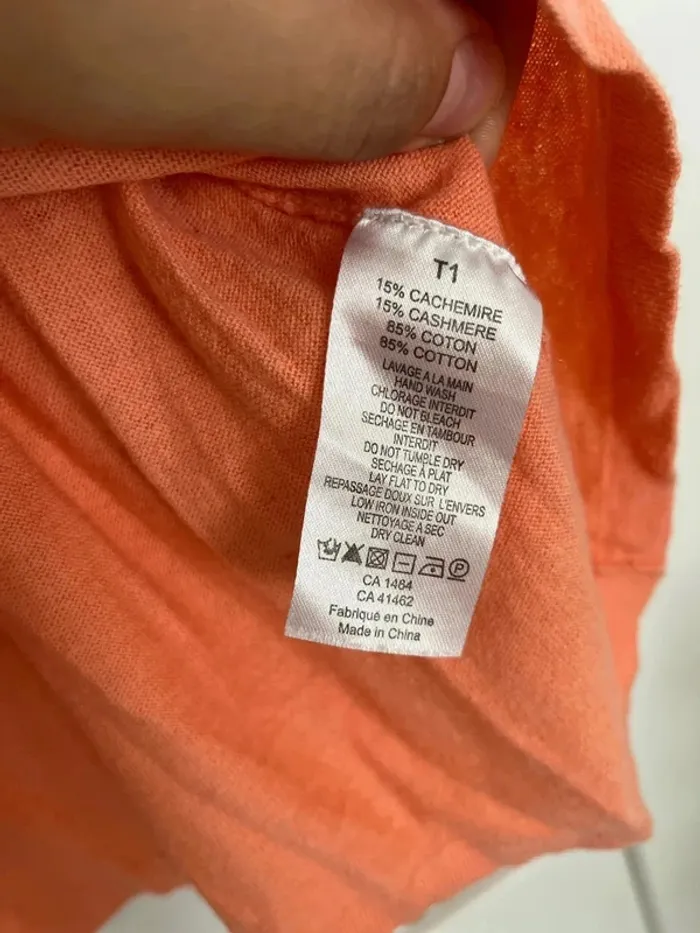 T1
15% CACHEMIRE
15% CASHMERE
85% COTON
85% COTTON
LAVAGE A LA MAIN
HAND WASH
CHLORAGE INTERDIT
DO NOT BLEACH
SECHAGE EN TAMBOUR
INTERDIT
DO NOT TUMBLE DRY
SECHAGE À PLAT
LAY FLAT TO DRY
REPASSAGE DOUX SUR L'ENVERS
LOW IRON INSIDE OUT
NETTOYAGE A SEC
DRY CLEAN
P
CA 1464
CA 41462
Fabriqué en Chine
Made in China